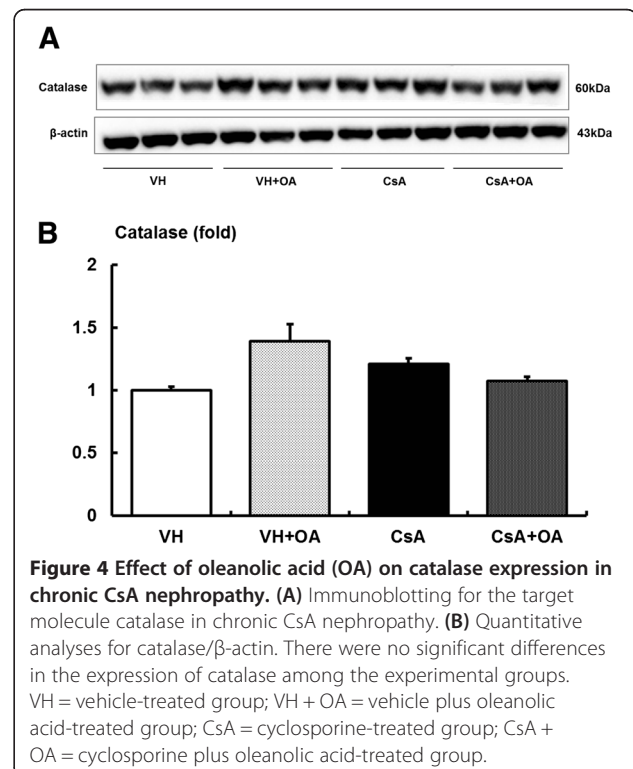 A
Catalase
60kDa
β-actin
43kDa
VH VH+OA CsA CsA+OA
B
Catalase (fold)
2
1.5
1
0.5
0
VH VH+OA CsA CsA+OA
Figure 4 Effect of oleanolic acid (OA) on catalase expression in
chronic CsA nephropathy. (A) Immunoblotting for the target
molecule catalase in chronic CsA nephropathy. (B) Quantitative
analyses for catalase/β-actin. There were no significant differences
in the expression of catalase among the experimental groups.
VH = vehicle-treated group; VH + OA = vehicle plus oleanolic
acid-treated group; CsA = cyclosporine-treated group; CsA +
OA = cyclosporine plus oleanolic acid-treated group.